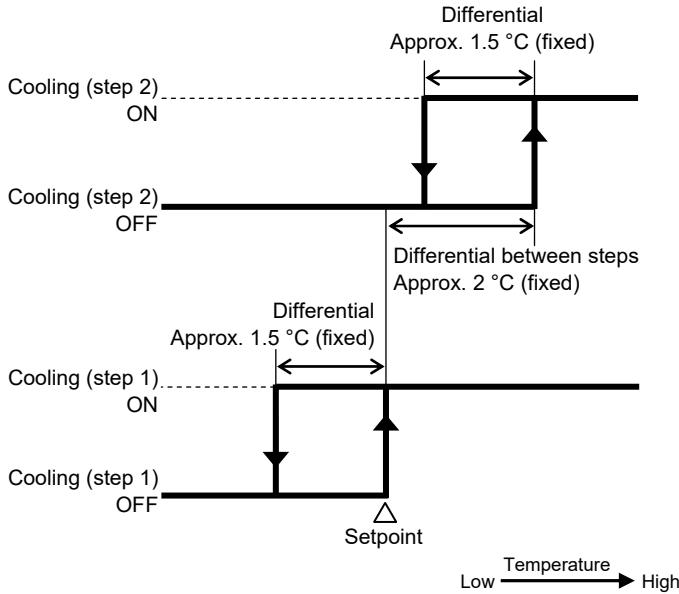 Differential
Approx. 1.5 °C (fixed)
Cooling (step 2)
ON
Cooling (step 2)
OFF
Differential between steps
Approx. 2 °C (fixed)
Differential
Approx. 1.5 °C (fixed)
Cooling (step 1)
ON
Cooling (step 1)
OFF
Setpoint
Temperature
Low High